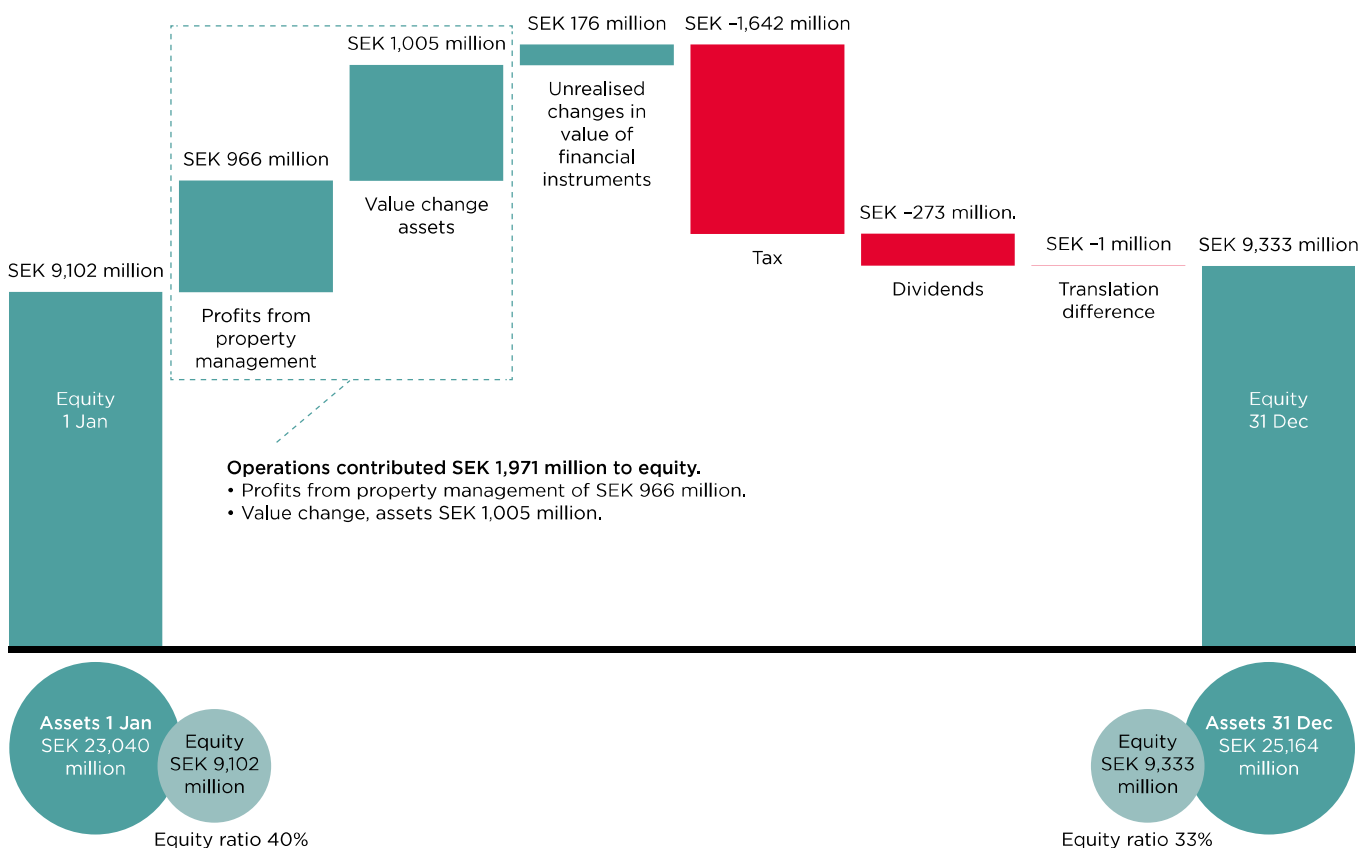 SEK 9,102 million
Equity
1 Jan
SEK 966 million
Profits from
property
management
SEK 1,005 million
Value change
assets
SEK 176 million
Unrealised
changes in
value of
financial
instruments
SEK –1,642 million
Tax
SEK –273 million.
Dividends
SEK –1 million
Translation
difference
SEK 9,333 million
Equity
31 Dec
Operations contributed SEK 1,971 million to equity.
• Profits from property management of SEK 966 million.
• Value change, assets SEK 1,005 million.
Assets 1 Jan
SEK 23,040
million
Equity
SEK 9,102
million
Equity ratio 40%
Equity
SEK 9,333
million
Assets 31 Dec
SEK 25,164
million
Equity ratio 33%